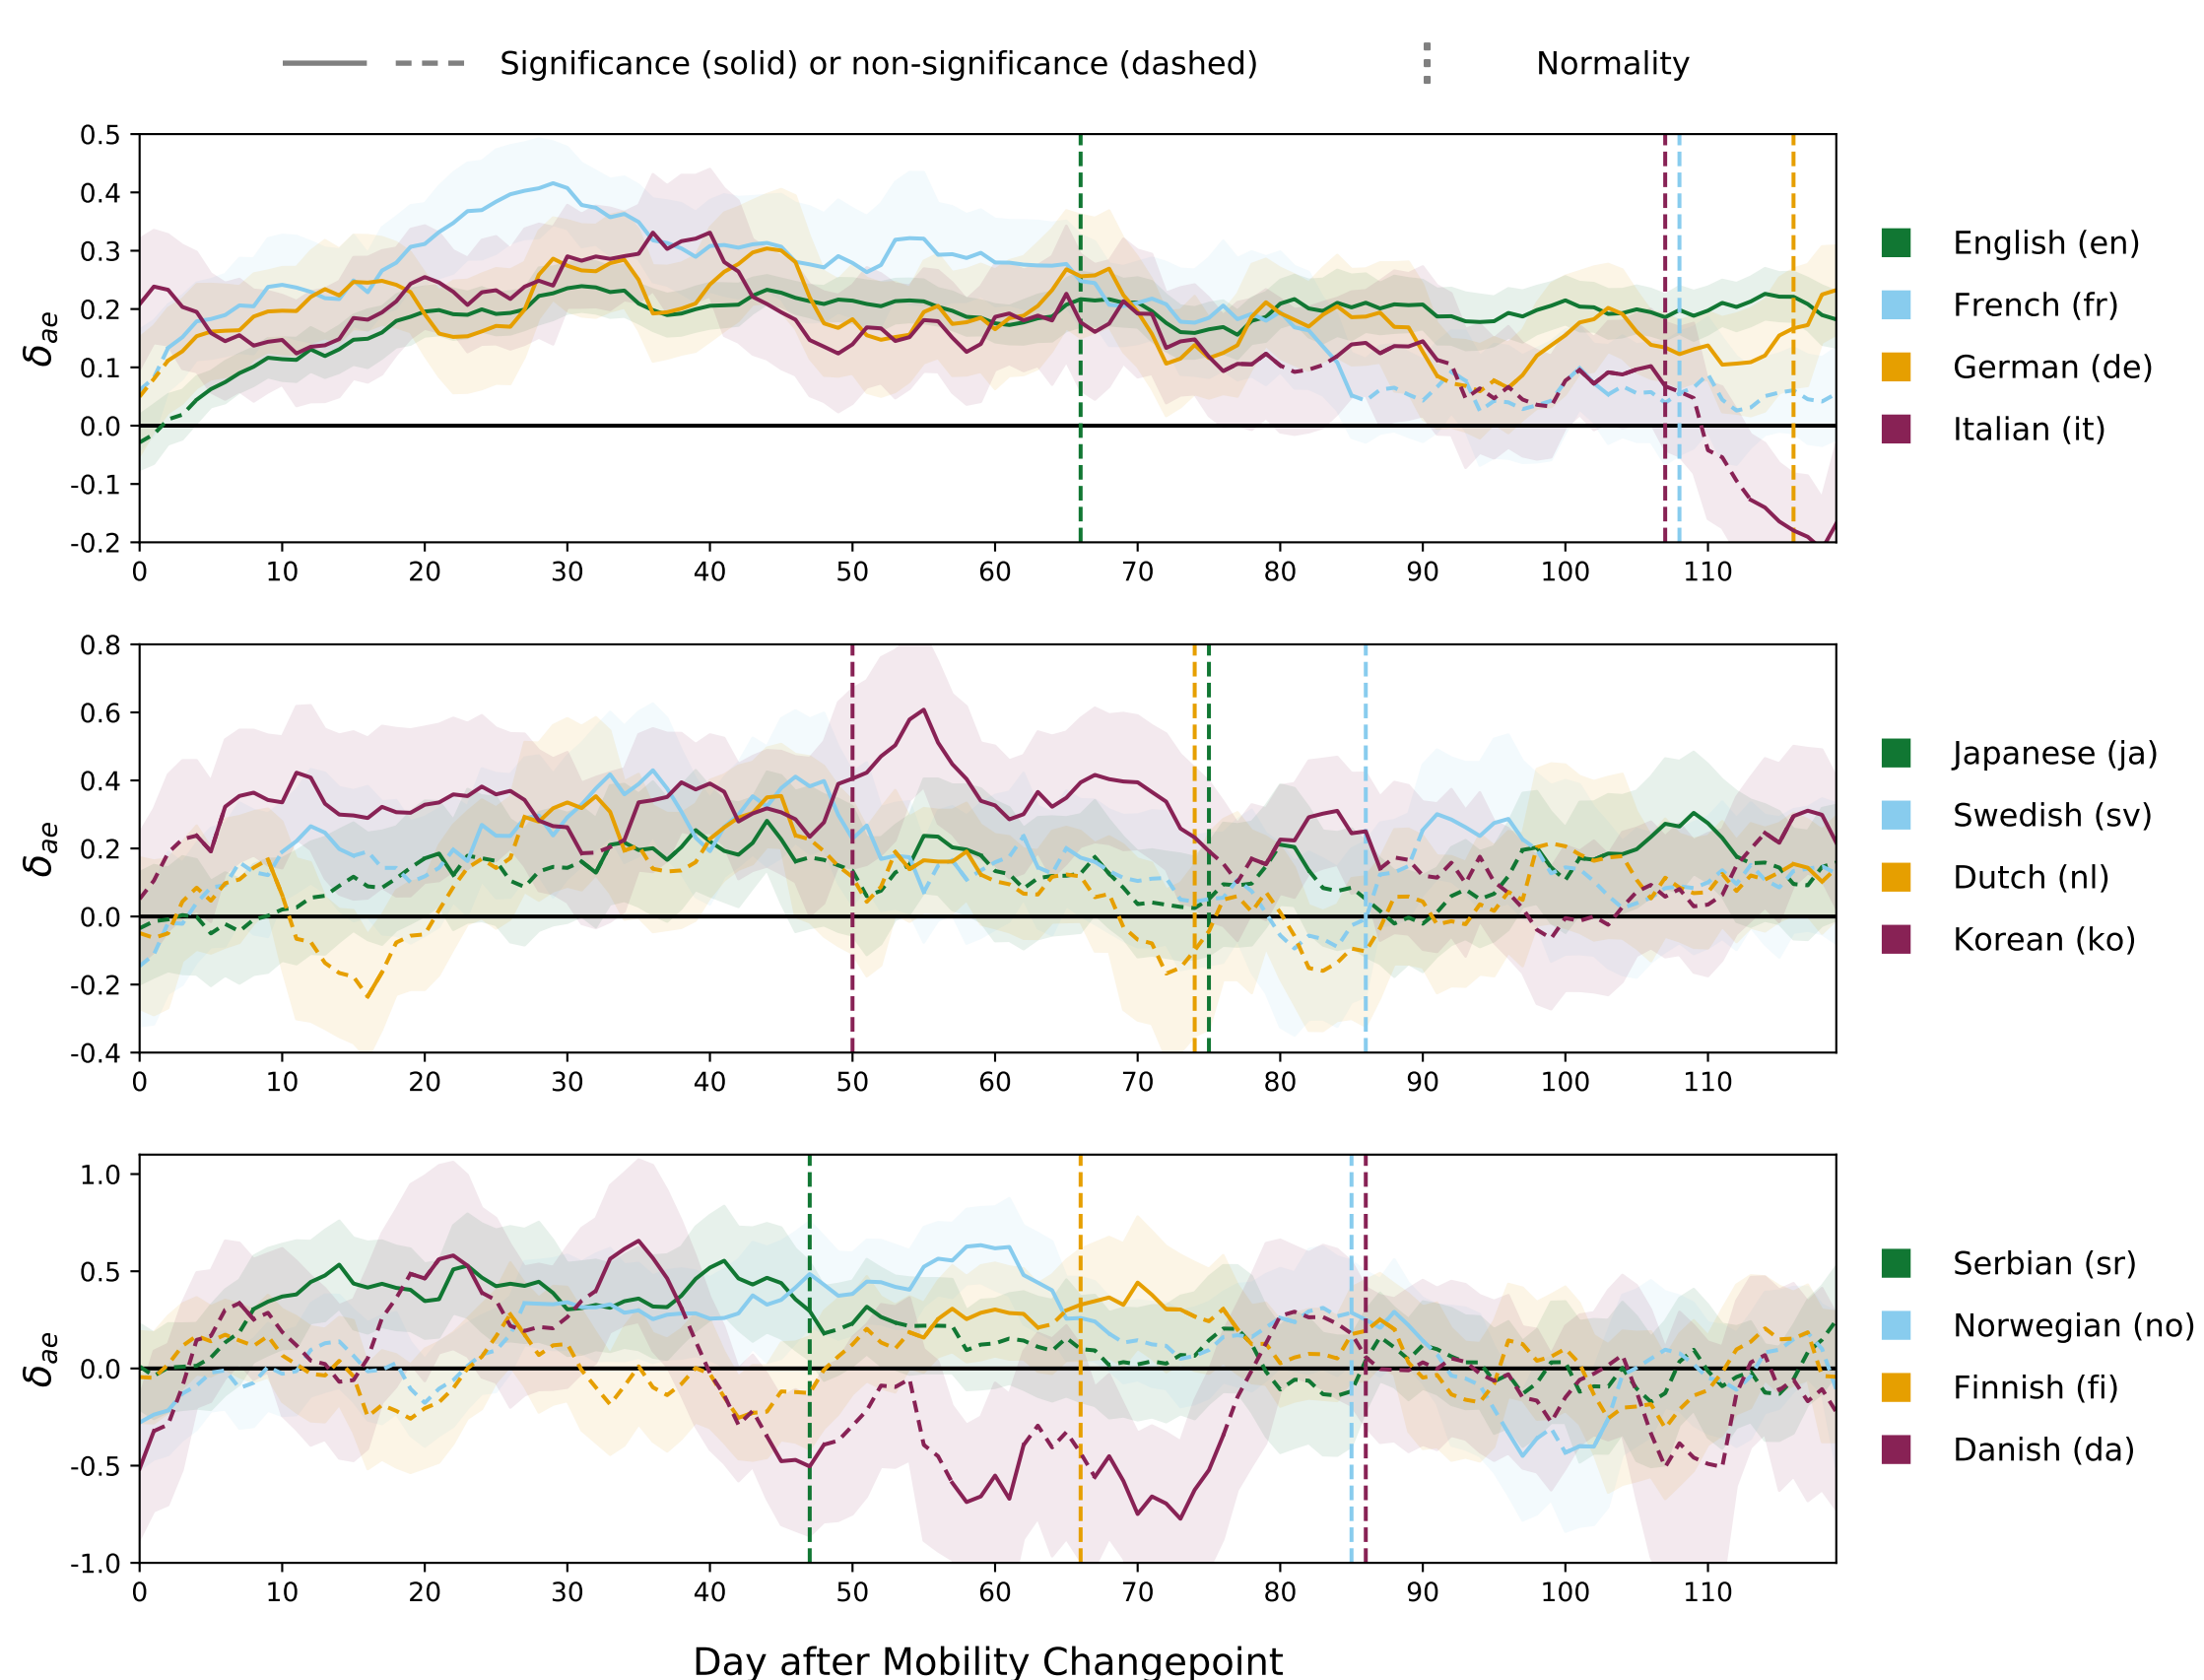 Significance (solid) or non-significance (dashed) Normality
0.5
0.4
0.3
0.2
0.1
0.0
-0.1
-0.2
δae
0 10 20 30 40 50 60 70 80 90 100 110
English (en)
French (fr)
German (de)
Italian (it)
0.8
0.6
0.4
0.2
0.0
-0.2
-0.4
δae
0 10 20 30 40 50 60 70 80 90 100 110
Japanese (ja)
Swedish (sv)
Dutch (nl)
Korean (ko)
1.0
0.5
0.0
-0.5
-1.0
δae
0 10 20 30 40 50 60 70 80 90 100 110
Serbian (sr)
Norwegian (no)
Finnish (fi)
Danish (da)
Day after Mobility Changepoint